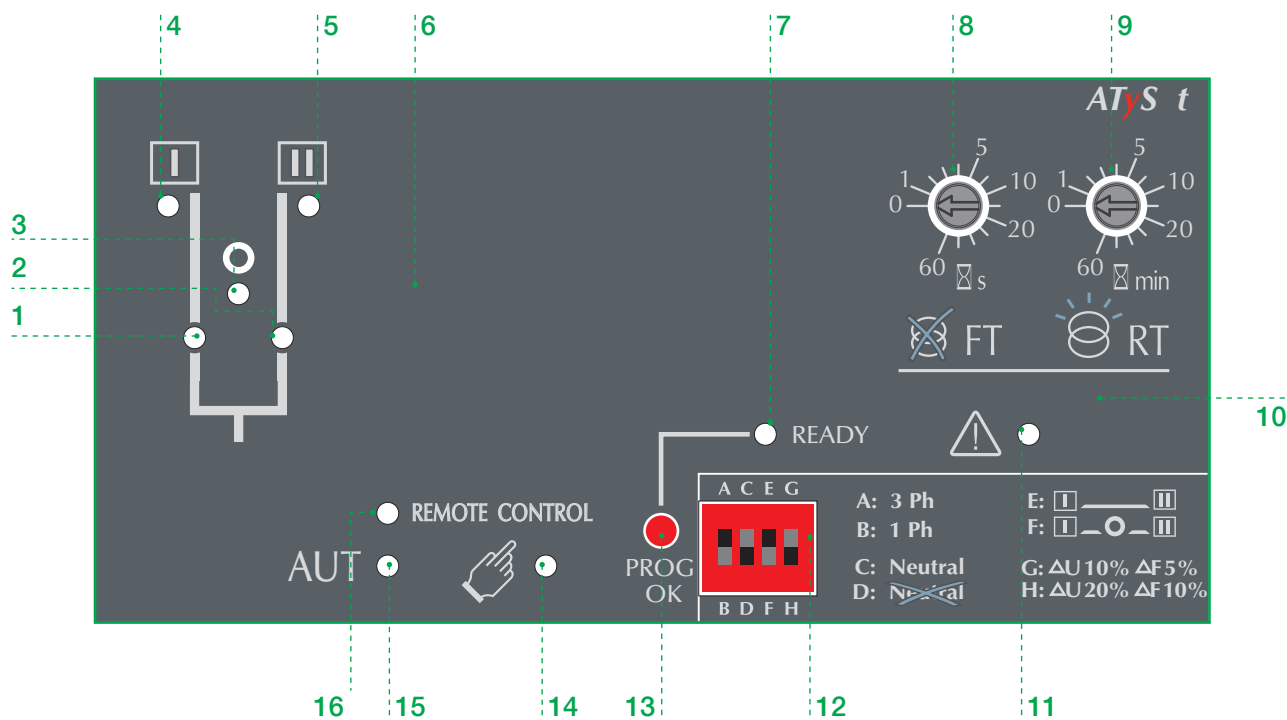 4 5 6 7 8 9
ATyS t
I II
3
2
1
0 1 5 10 20 60 s
0 1 5 10 20 60 min
FT RT
10
READY
REMOTE CONTROL
AUT
PROG
OK
A C E G
B D F H
A: 3 Ph
B: 1 Ph
C: Neutral
D: Neutral
E: I II
F: I O II
G: ΔU 10% ΔF 5%
H: ΔU 20% ΔF 10%
16 15 14 13 12 11